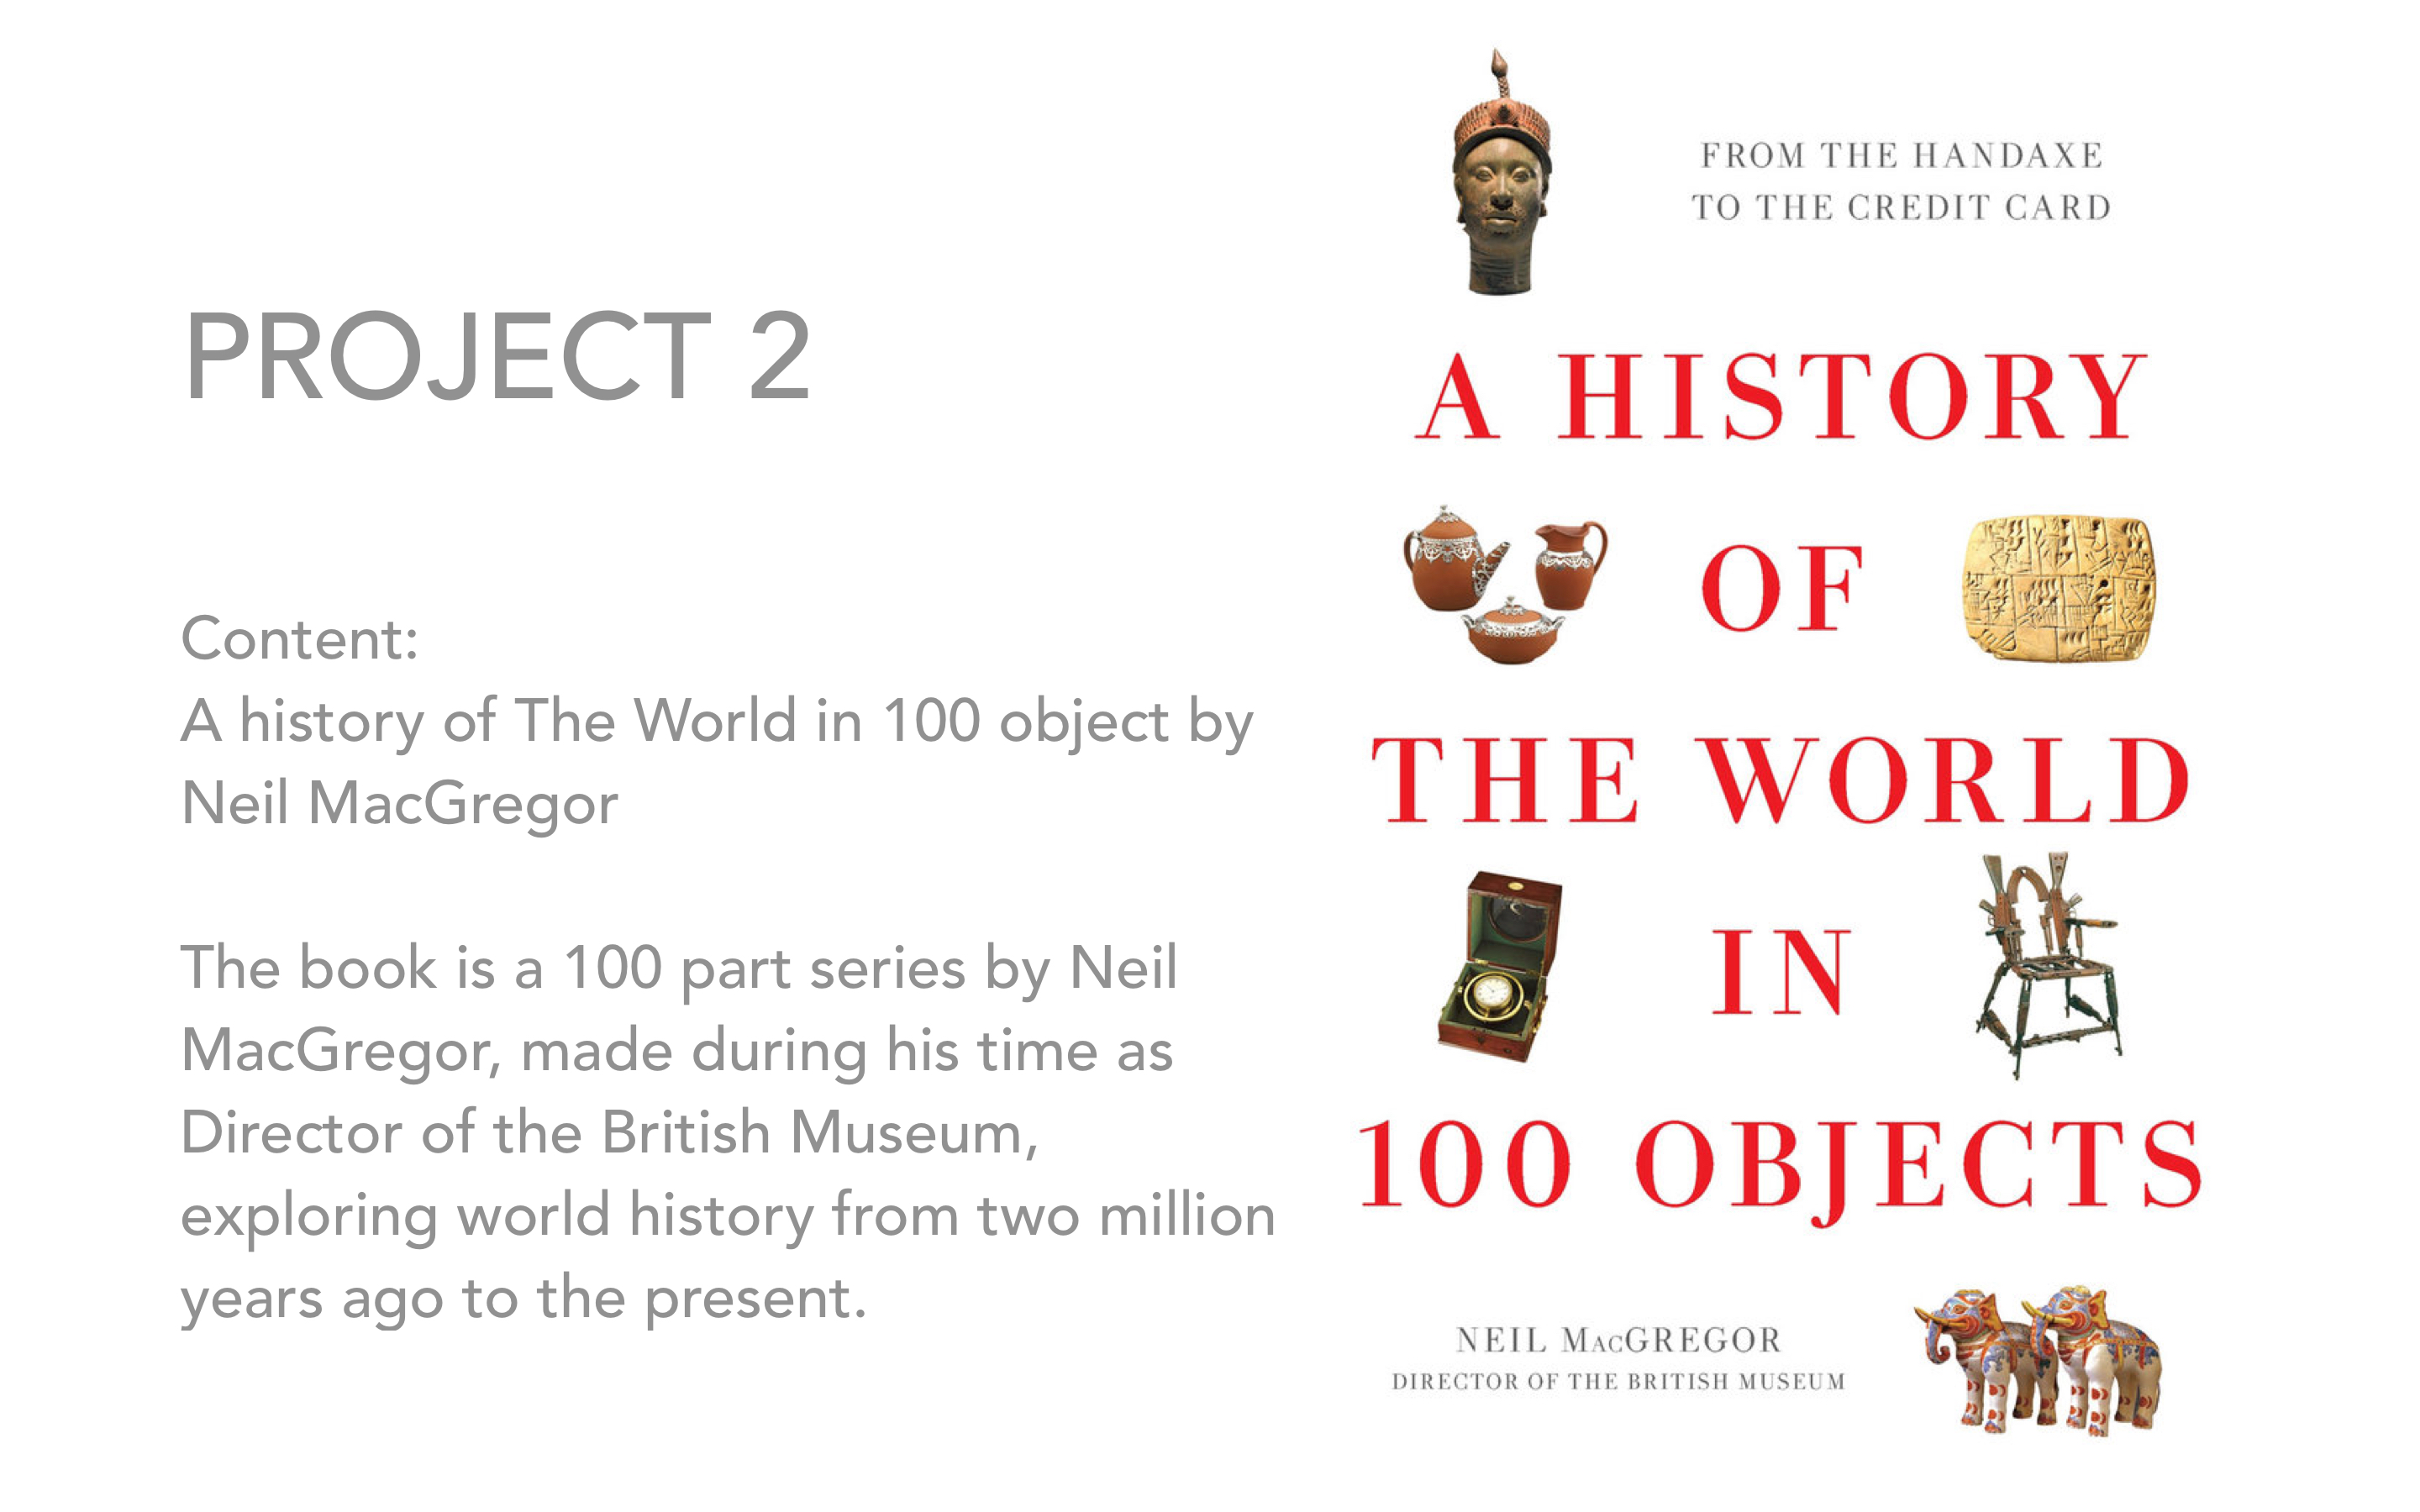 PROJECT 2
Content:
A history of The World in 100 object by
Neil MacGregor
The book is a 100 part series by Neil
MacGregor, made during his time as
Director of the British Museum,
exploring world history from two million
years ago to the present.
FROM THE HANDAXE
TO THE CREDIT CARD
A HISTORY
OF
THE WORLD
IN
100 OBJECTS
NEIL MACGREGOR
DIRECTOR OF THE BRITISH MUSEUM